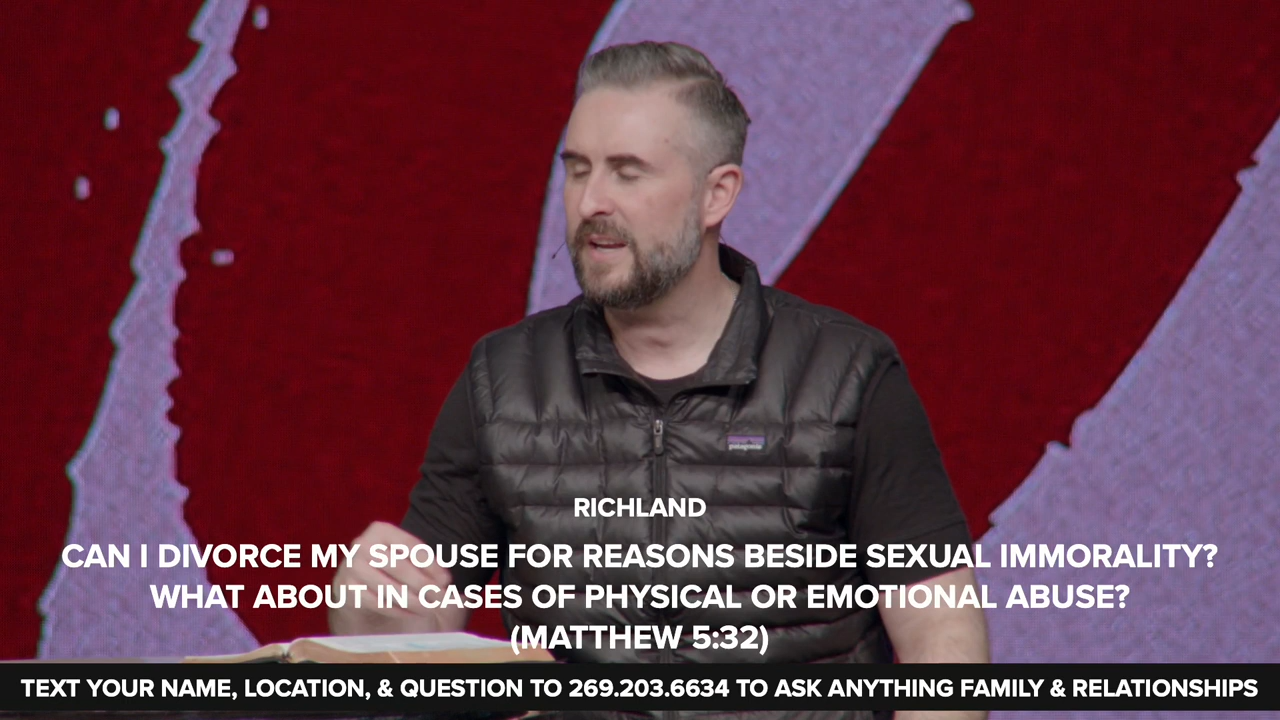 patagonia
RICHLAND
CAN I DIVORCE MY SPOUSE FOR REASONS BESIDE SEXUAL IMMORALITY?
WHAT ABOUT IN CASES OF PHYSICAL OR EMOTIONAL ABUSE?
(MATTHEW 5:32)
TEXT YOUR NAME, LOCATION, & QUESTION TO 269.203.6634 TO ASK ANYTHING FAMILY & RELATIONSHIPS